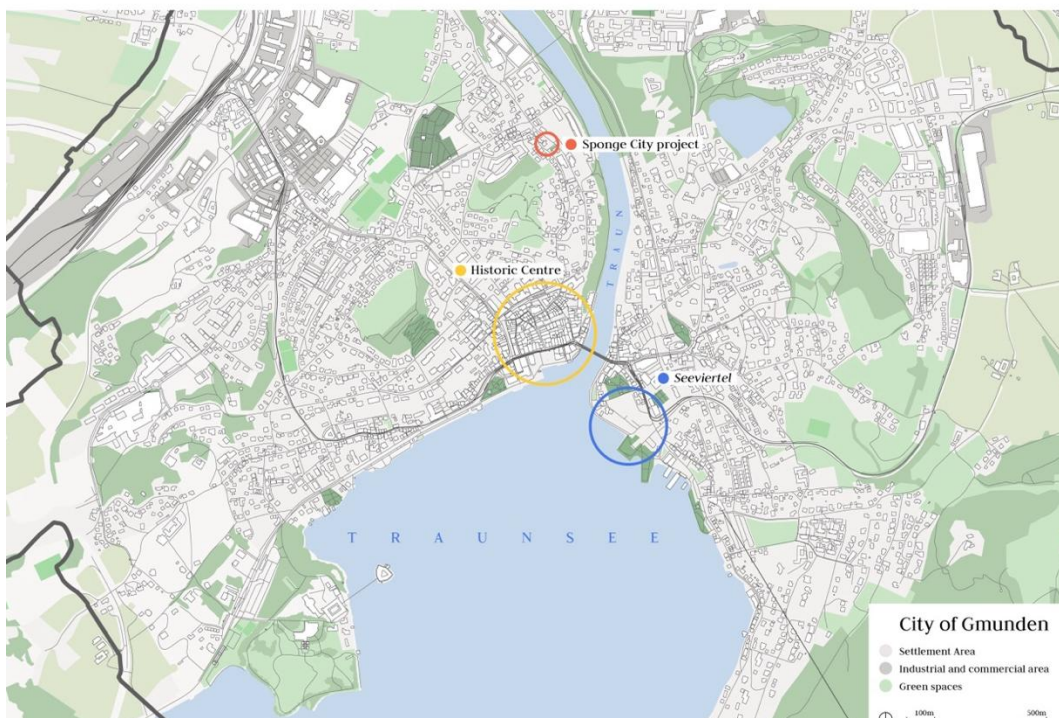 Sponge City project
TRAUN
Historic Centre
Seeviertel
TRAUNSEE
City of Gmunden
Settlement Area
Industrial and commercial area
Green spaces
100m 500m